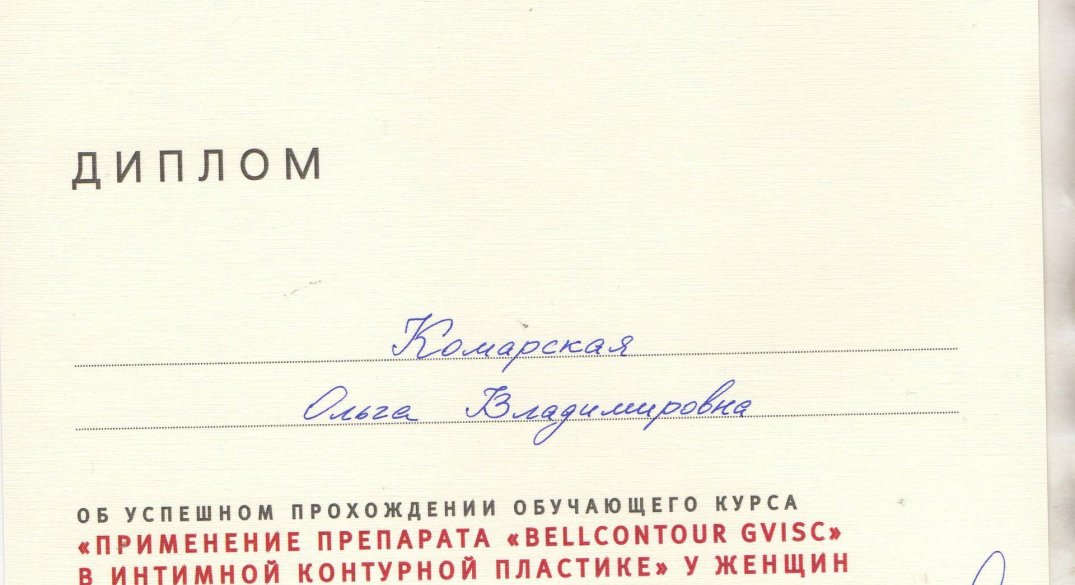 ДИПЛОМ
Комарская
Ольга Владимировна
ОБ УСПЕШНОМ ПРОХОЖДЕНИИ ОБУЧАЮЩЕГО КУРСА
«ПРИМЕНЕНИЕ ПРЕПАРАТА «BELLCONTOUR GVISC»
В ИНТИМНОЙ КОНТУРНОЙ ПЛАСТИКЕ» У ЖЕНЩИН